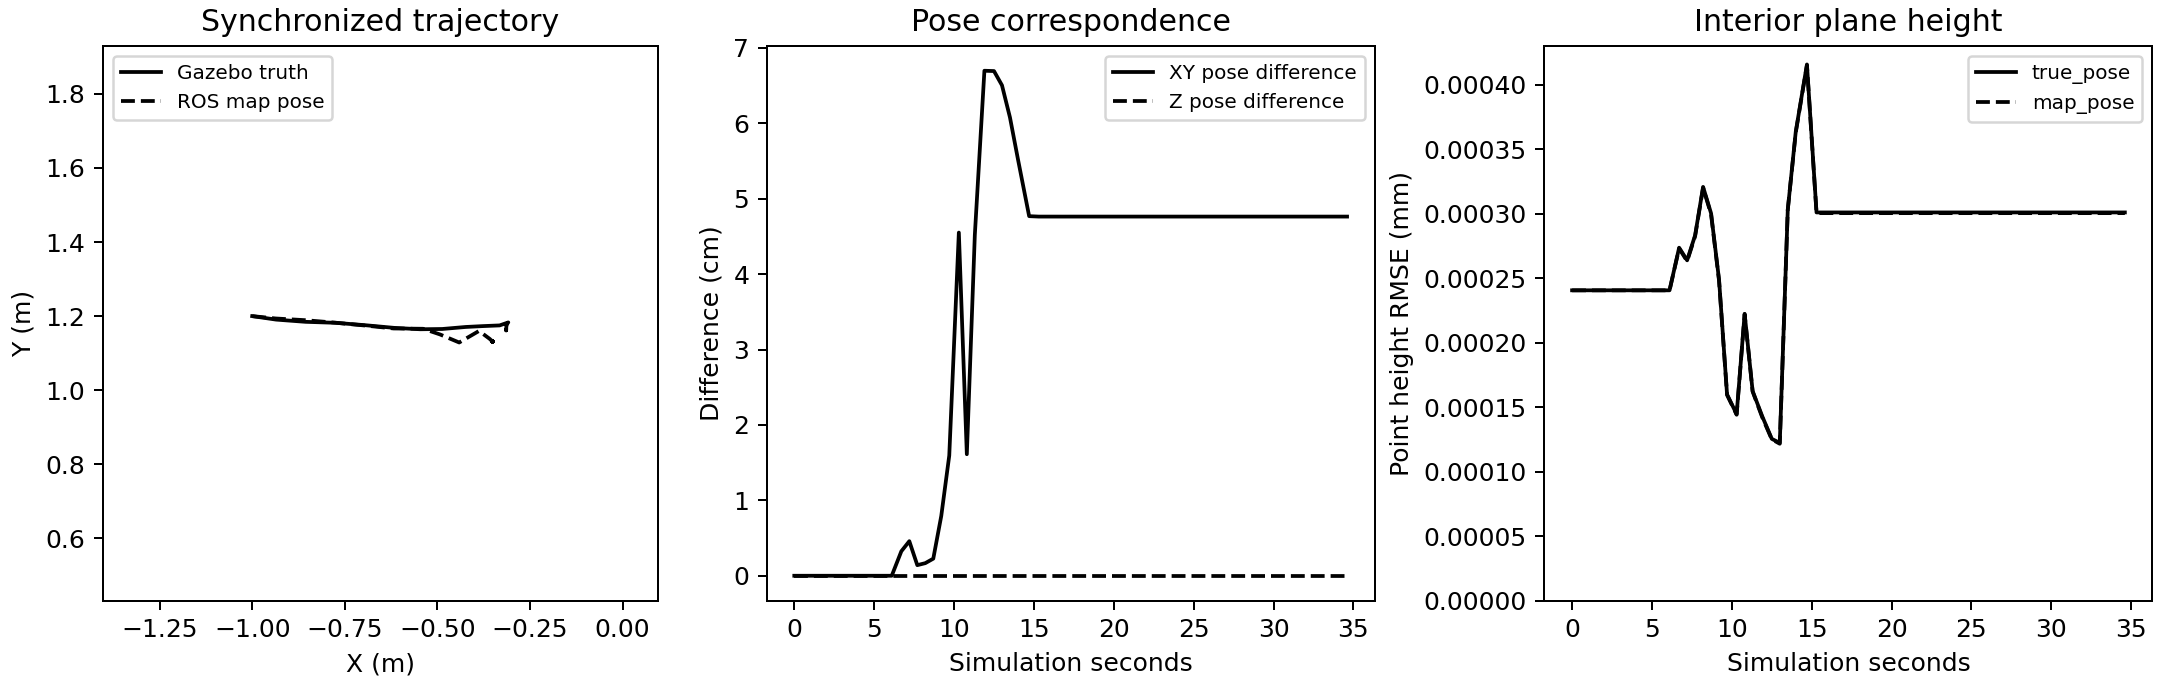 Synchronized trajectory
Gazebo truth
ROS map pose
Y (m)
1.8
1.6
1.4
1.2
1.0
0.8
0.6
−1.25 −1.00 −0.75 −0.50 −0.25 0.00
X (m)
Pose correspondence
XY pose difference
Z pose difference
Difference (cm)
7
6
5
4
3
2
1
0
0 5 10 15 20 25 30 35
Simulation seconds
Interior plane height
true_pose
map_pose
Point height RMSE (mm)
0.00040
0.00035
0.00030
0.00025
0.00020
0.00015
0.00010
0.00005
0.00000
0 5 10 15 20 25 30 35
Simulation seconds